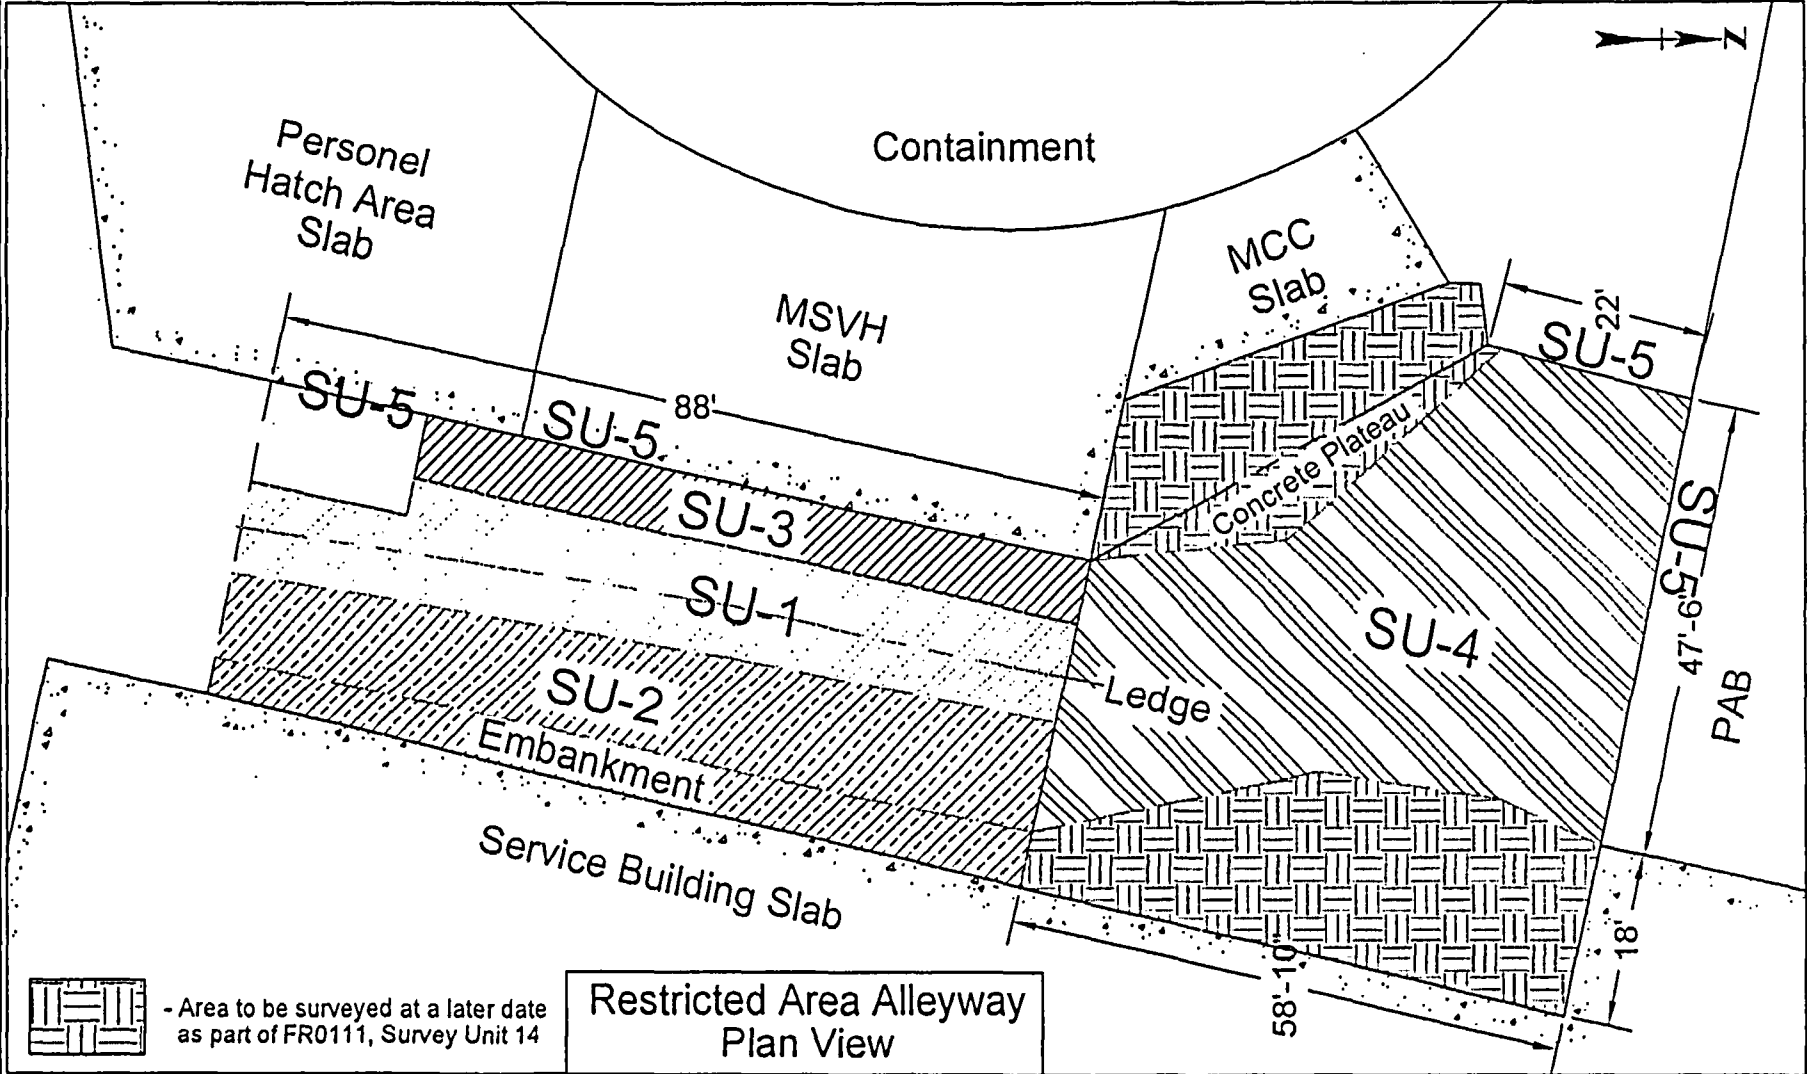 N
Containment
Personel
Hatch Area
Slab
MCC
Slab
MSVH
Slab
22'
SU-5
88'
SU-5
SU-5
Concrete Plateau
SU-3
SU-5
SU-1
47'-6"
SU-4
PAB
SU-2
Ledge
Embankment
Service Building Slab
18'
58'-10"
- Area to be surveyed at a later date
as part of FR0111, Survey Unit 14
Restricted Area Alleyway
Plan View